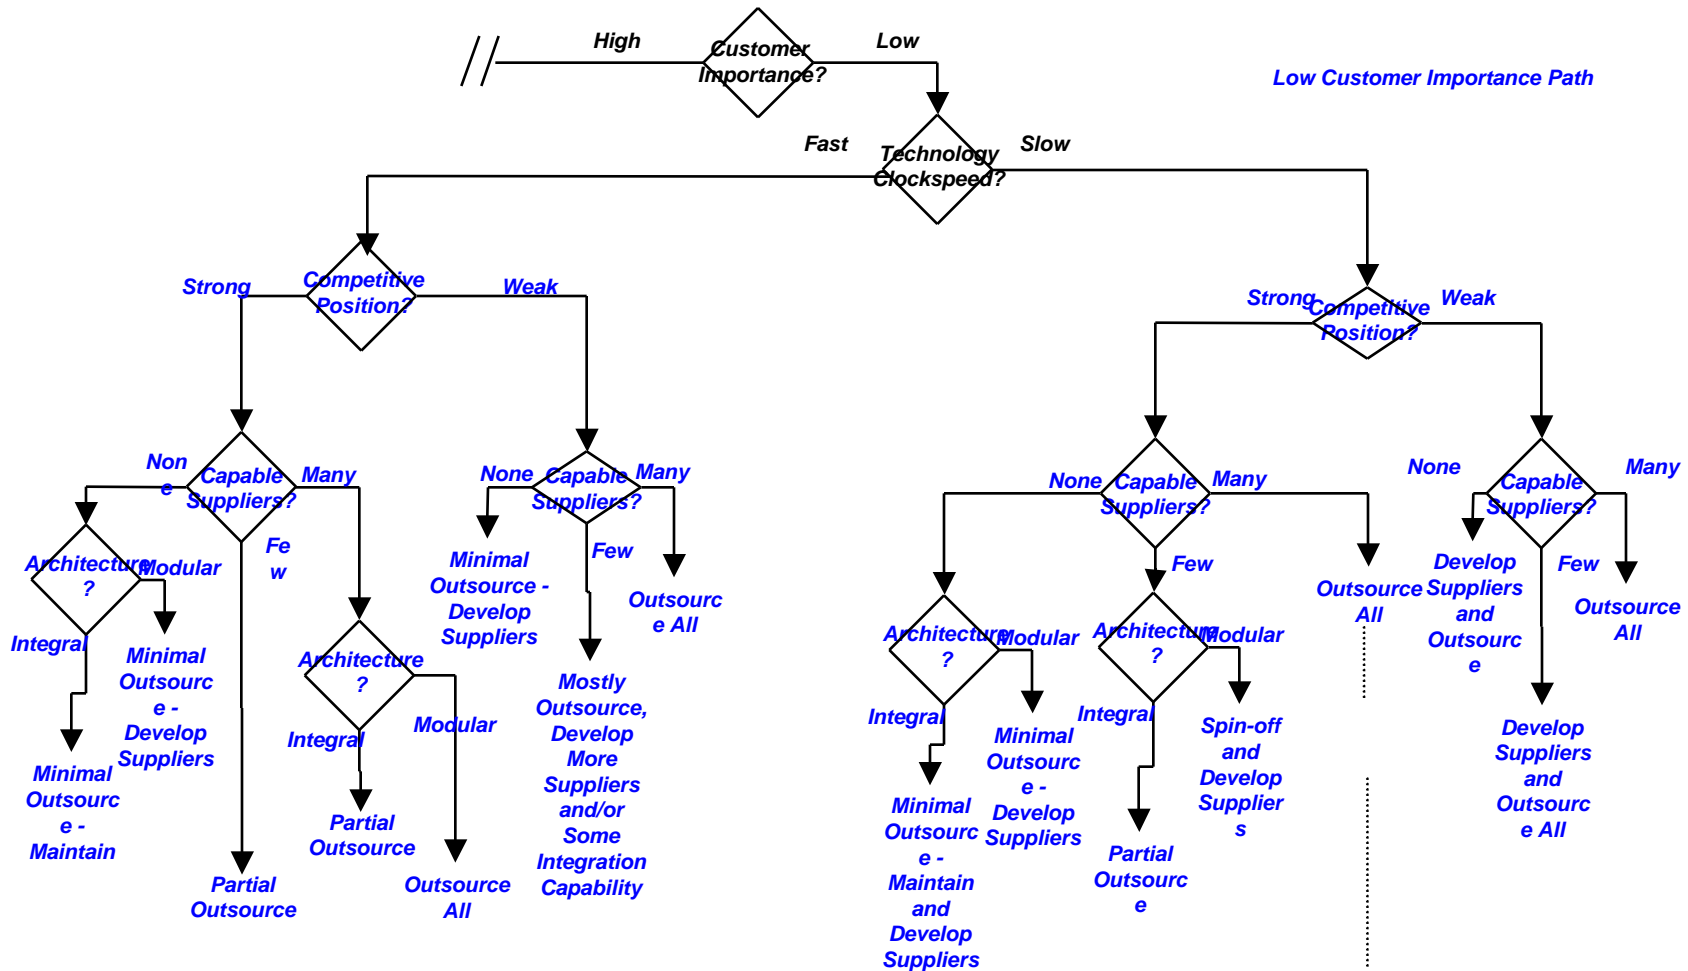 High
Customer
Importance?
Low
Low Customer Importance Path
Fast
Technology
Clockspeed?
Slow
Strong
Competitive
Position?
Weak
Strong
Competitive
Position?
Weak
Non
e
Capable
Suppliers?
Many
Fe
w
None
Capable
Suppliers?
Many
Few
None
Capable
Suppliers?
Many
Few
None
Capable
Suppliers?
Many
Few
Architecture
?
Modular
Integral
Minimal
Outsourc
e -
Develop
Suppliers
Minimal
Outsourc
e -
Maintain
Partial
Outsource
Architecture
?
Integral
Modular
Partial
Outsource
Outsource
All
Minimal
Outsource -
Develop
Suppliers
Mostly
Outsource,
Develop
More
Suppliers
and/or
Some
Integration
Capability
Outsourc
e All
Architecture
?
Modular
Integral
Minimal
Outsourc
e -
Maintain
and
Develop
Suppliers
Minimal
Outsourc
e -
Develop
Suppliers
Architecture
?
Modular
Integral
Partial
Outsourc
e
Spin-off
and
Develop
Supplier
s
Outsource
All
Develop
Suppliers
and
Outsourc
e
Develop
Suppliers
and
Outsourc
e All
Outsource
All